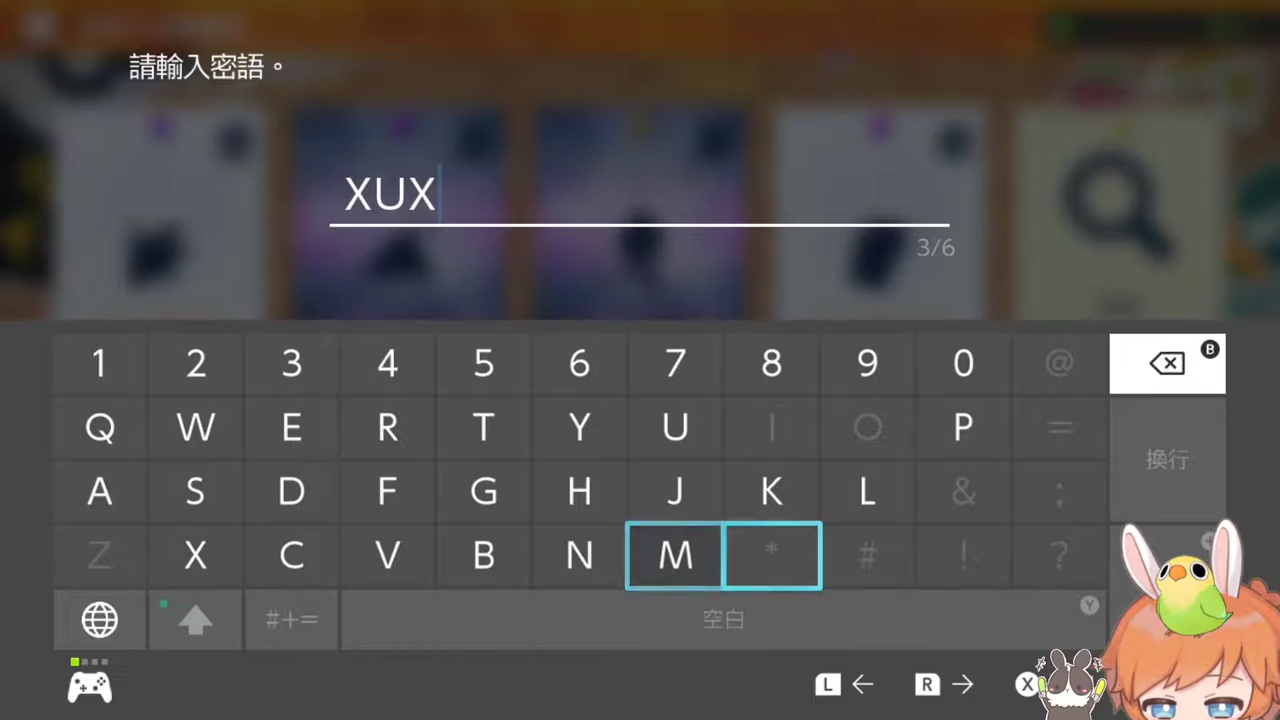 請輸入密語。
XUX
3/6
1 2 3 4 5 6 7 8 9 0 @
B
Q W E R T Y U I O P =
換行
A S D F G H J K L & ;
Z X C V B N M * # ! ?
#+= 空白 Y
L ← R → X